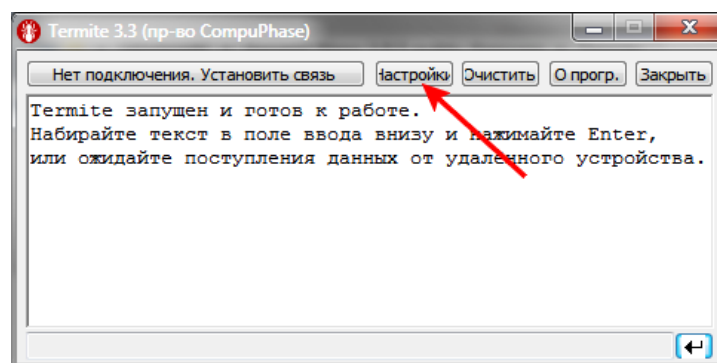 Termite 3.3 (пр-во CompuPhase)
Нет подключения. Установить связь Настройки Очистить О прогр. Закрыть
Termite запущен и готов к работе.
Набирайте текст в поле ввода внизу и нажимайте Enter,
или ожидайте поступления данных от удаленного устройства.